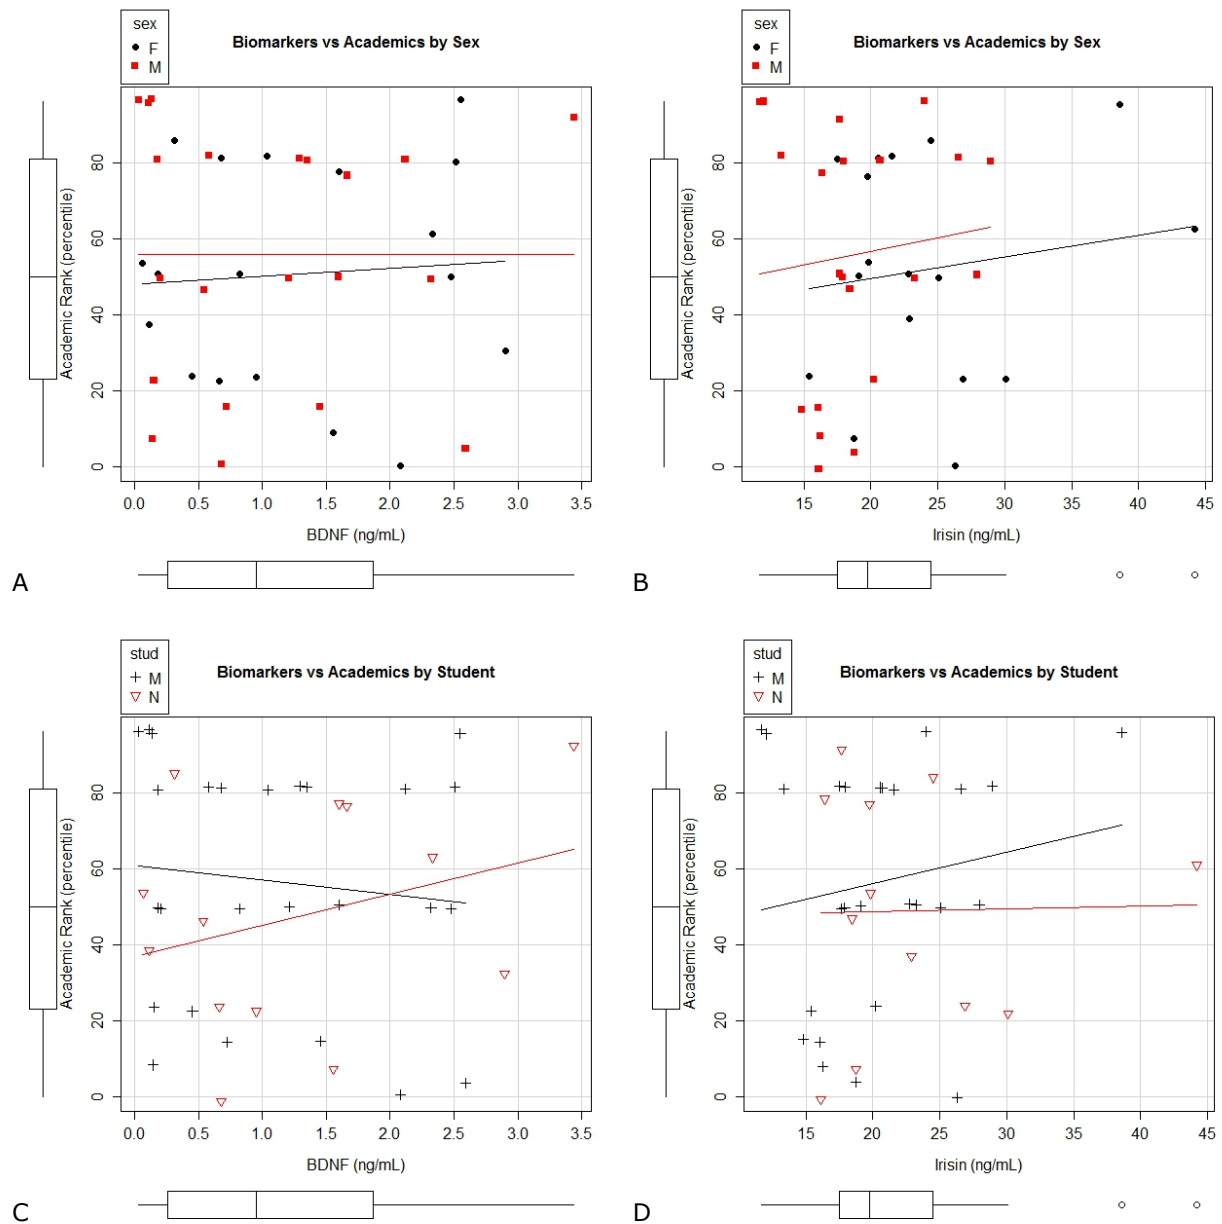 sex
F
M
Biomarkers vs Academics by Sex
Academic Rank (percentile)
80
60
40
20
0
0.0 0.5 1.0 1.5 2.0 2.5 3.0 3.5
BDNF (ng/mL)
A
sex
F
M
Biomarkers vs Academics by Sex
Academic Rank (percentile)
80
60
40
20
0
15 20 25 30 35 40 45
Irisin (ng/mL)
B
stud
M
N
Biomarkers vs Academics by Student
Academic Rank (percentile)
80
60
40
20
0
0.0 0.5 1.0 1.5 2.0 2.5 3.0 3.5
BDNF (ng/mL)
C
stud
M
N
Biomarkers vs Academics by Student
Academic Rank (percentile)
80
60
40
20
0
15 20 25 30 35 40 45
Irisin (ng/mL)
D